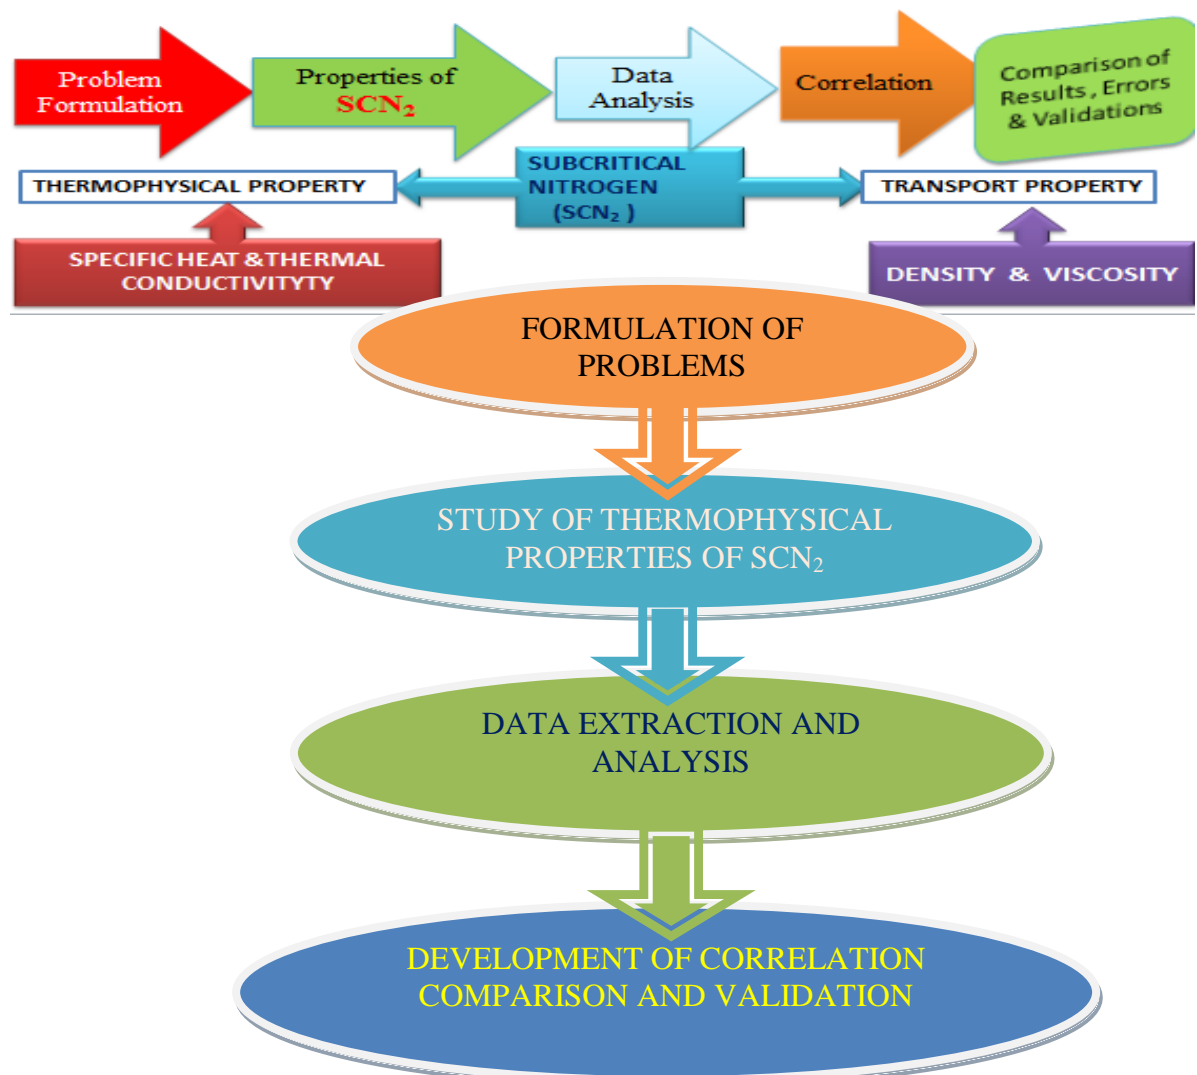 Problem
Formulation
Properties of
SCN₂
Data
Analysis
Correlation
Comparison of
Results , Errors
& Validations
THERMOPHYSICAL PROPERTY
SUBCRITICAL
NITROGEN
(SCN₂ )
TRANSPORT PROPERTY
SPECIFIC HEAT &THERMAL
CONDUCTIVITYTY
DENSITY & VISCOSITY
FORMULATION OF
PROBLEMS
STUDY OF THERMOPHYSICAL
PROPERTIES OF SCN₂
DATA EXTRACTION AND
ANALYSIS
DEVELOPMENT OF CORRELATION
COMPARISON AND VALIDATION